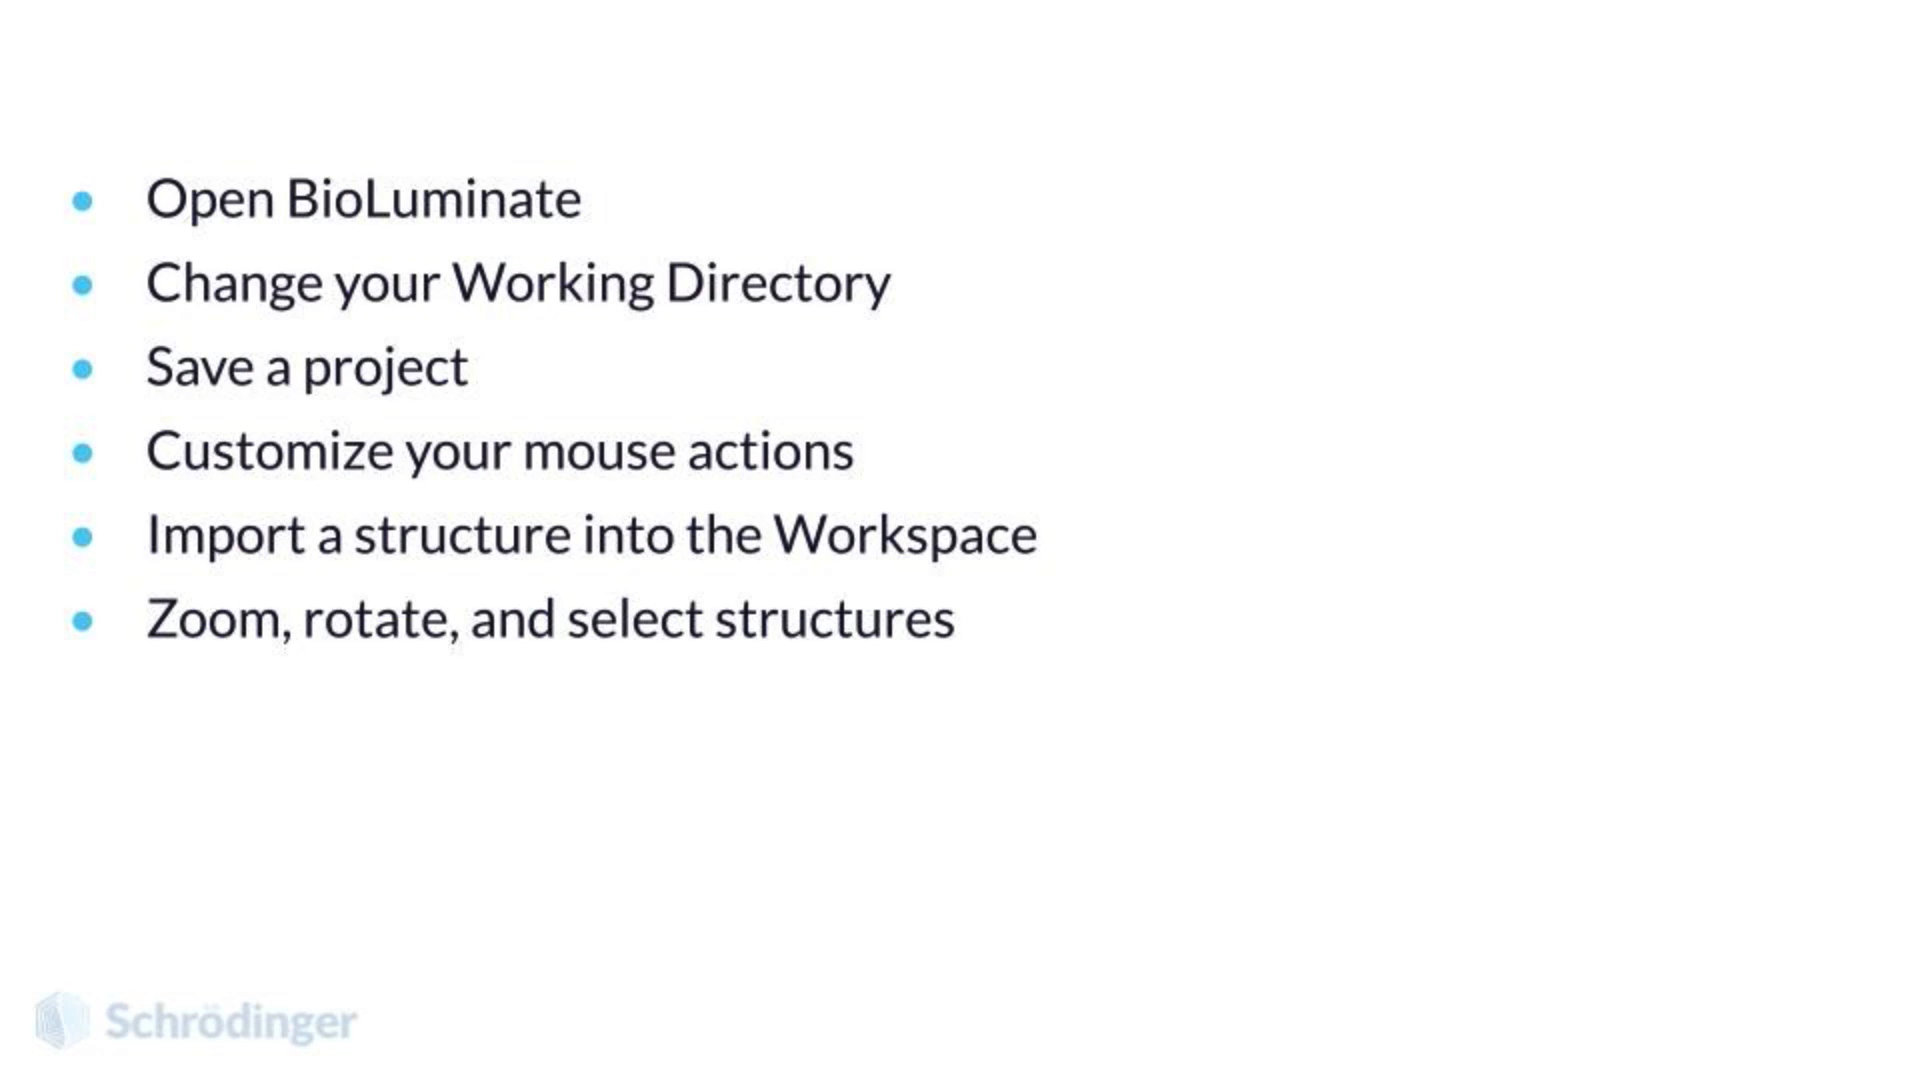 Open BioLuminate
Change your Working Directory
Save a project
Customize your mouse actions
Import a structure into the Workspace
Zoom, rotate, and select structures
Schrödinger